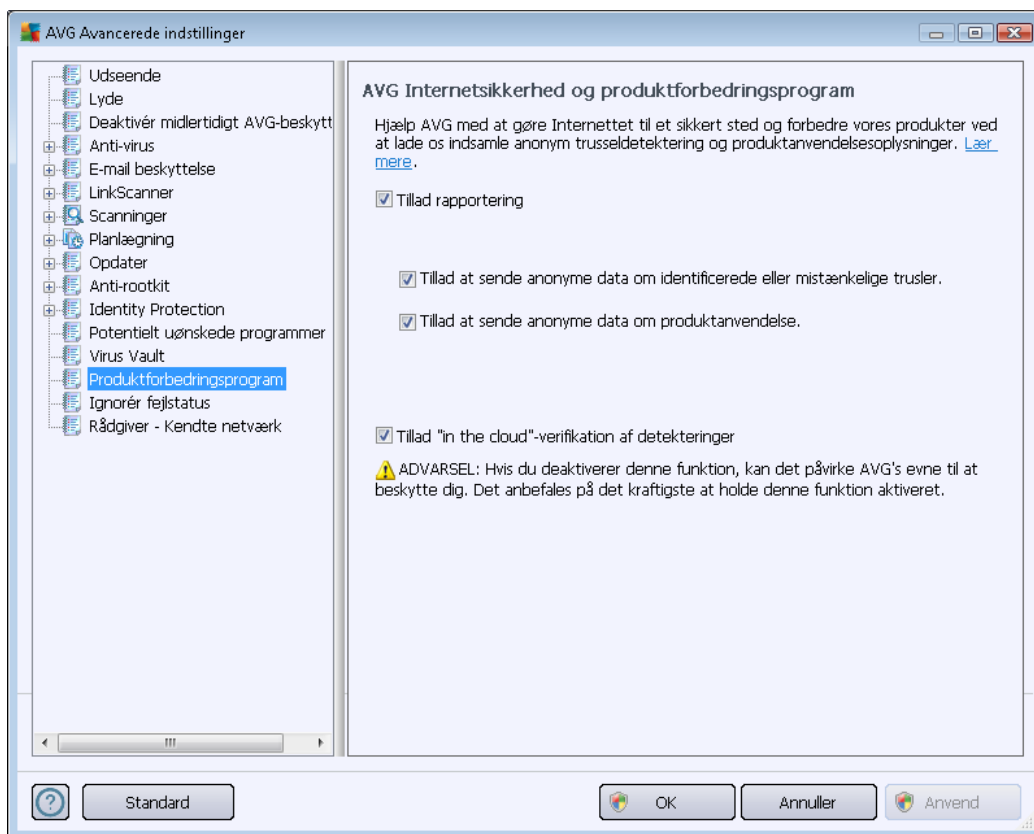 AVG Avancerede indstillinger
Udseende
Lyde
Deaktivér midlertidigt AVG-beskytt
Anti-virus
E-mail beskyttelse
LinkScanner
Scanninger
Planlægning
Opdater
Anti-rootkit
Identity Protection
Potentielt uønskede programmer
Virus Vault
Produktforbedringsprogram
Ignorér fejlstatus
Rådgiver - Kendte netværk
AVG Internetsikkerhed og produktforbedringsprogram
Hjælp AVG med at gøre Internettet til et sikkert sted og forbedre vores produkter ved
at lade os indsamle anonym trusseldetektering og produktanvendelsesoplysninger. Lær
mere.
Tillad rapportering
Tillad at sende anonyme data om identificerede eller mistænkelige trusler.
Tillad at sende anonyme data om produktanvendelse.
Tillad "in the cloud"-verifikation af detekteringer
ADVARSEL: Hvis du deaktiverer denne funktion, kan det påvirke AVG's evne til at
beskytte dig. Det anbefales på det kraftigste at holde denne funktion aktiveret.
Standard
OK
Annuller
Anvend